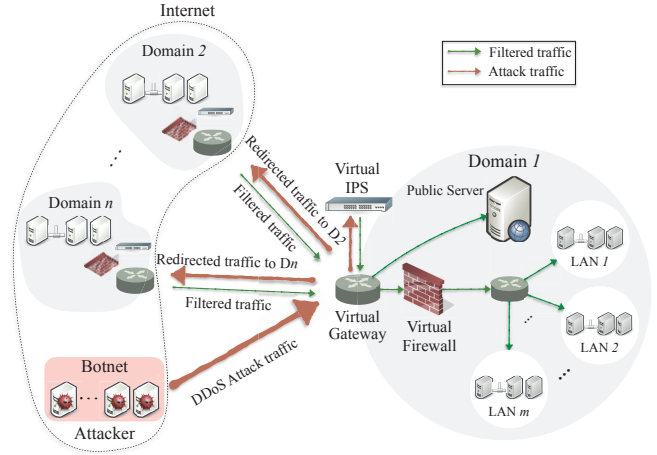 Internet
Domain 2
Filtered traffic
Attack traffic
Domain n
Redirected traffic to D2
Filtered traffic
Redirected traffic to Dn
Filtered traffic
DDoS Attack traffic
Botnet
Attacker
Virtual
IPS
Domain 1
Public Server
Virtual
Gateway
Virtual
Firewall
LAN 1
LAN 2
LAN m